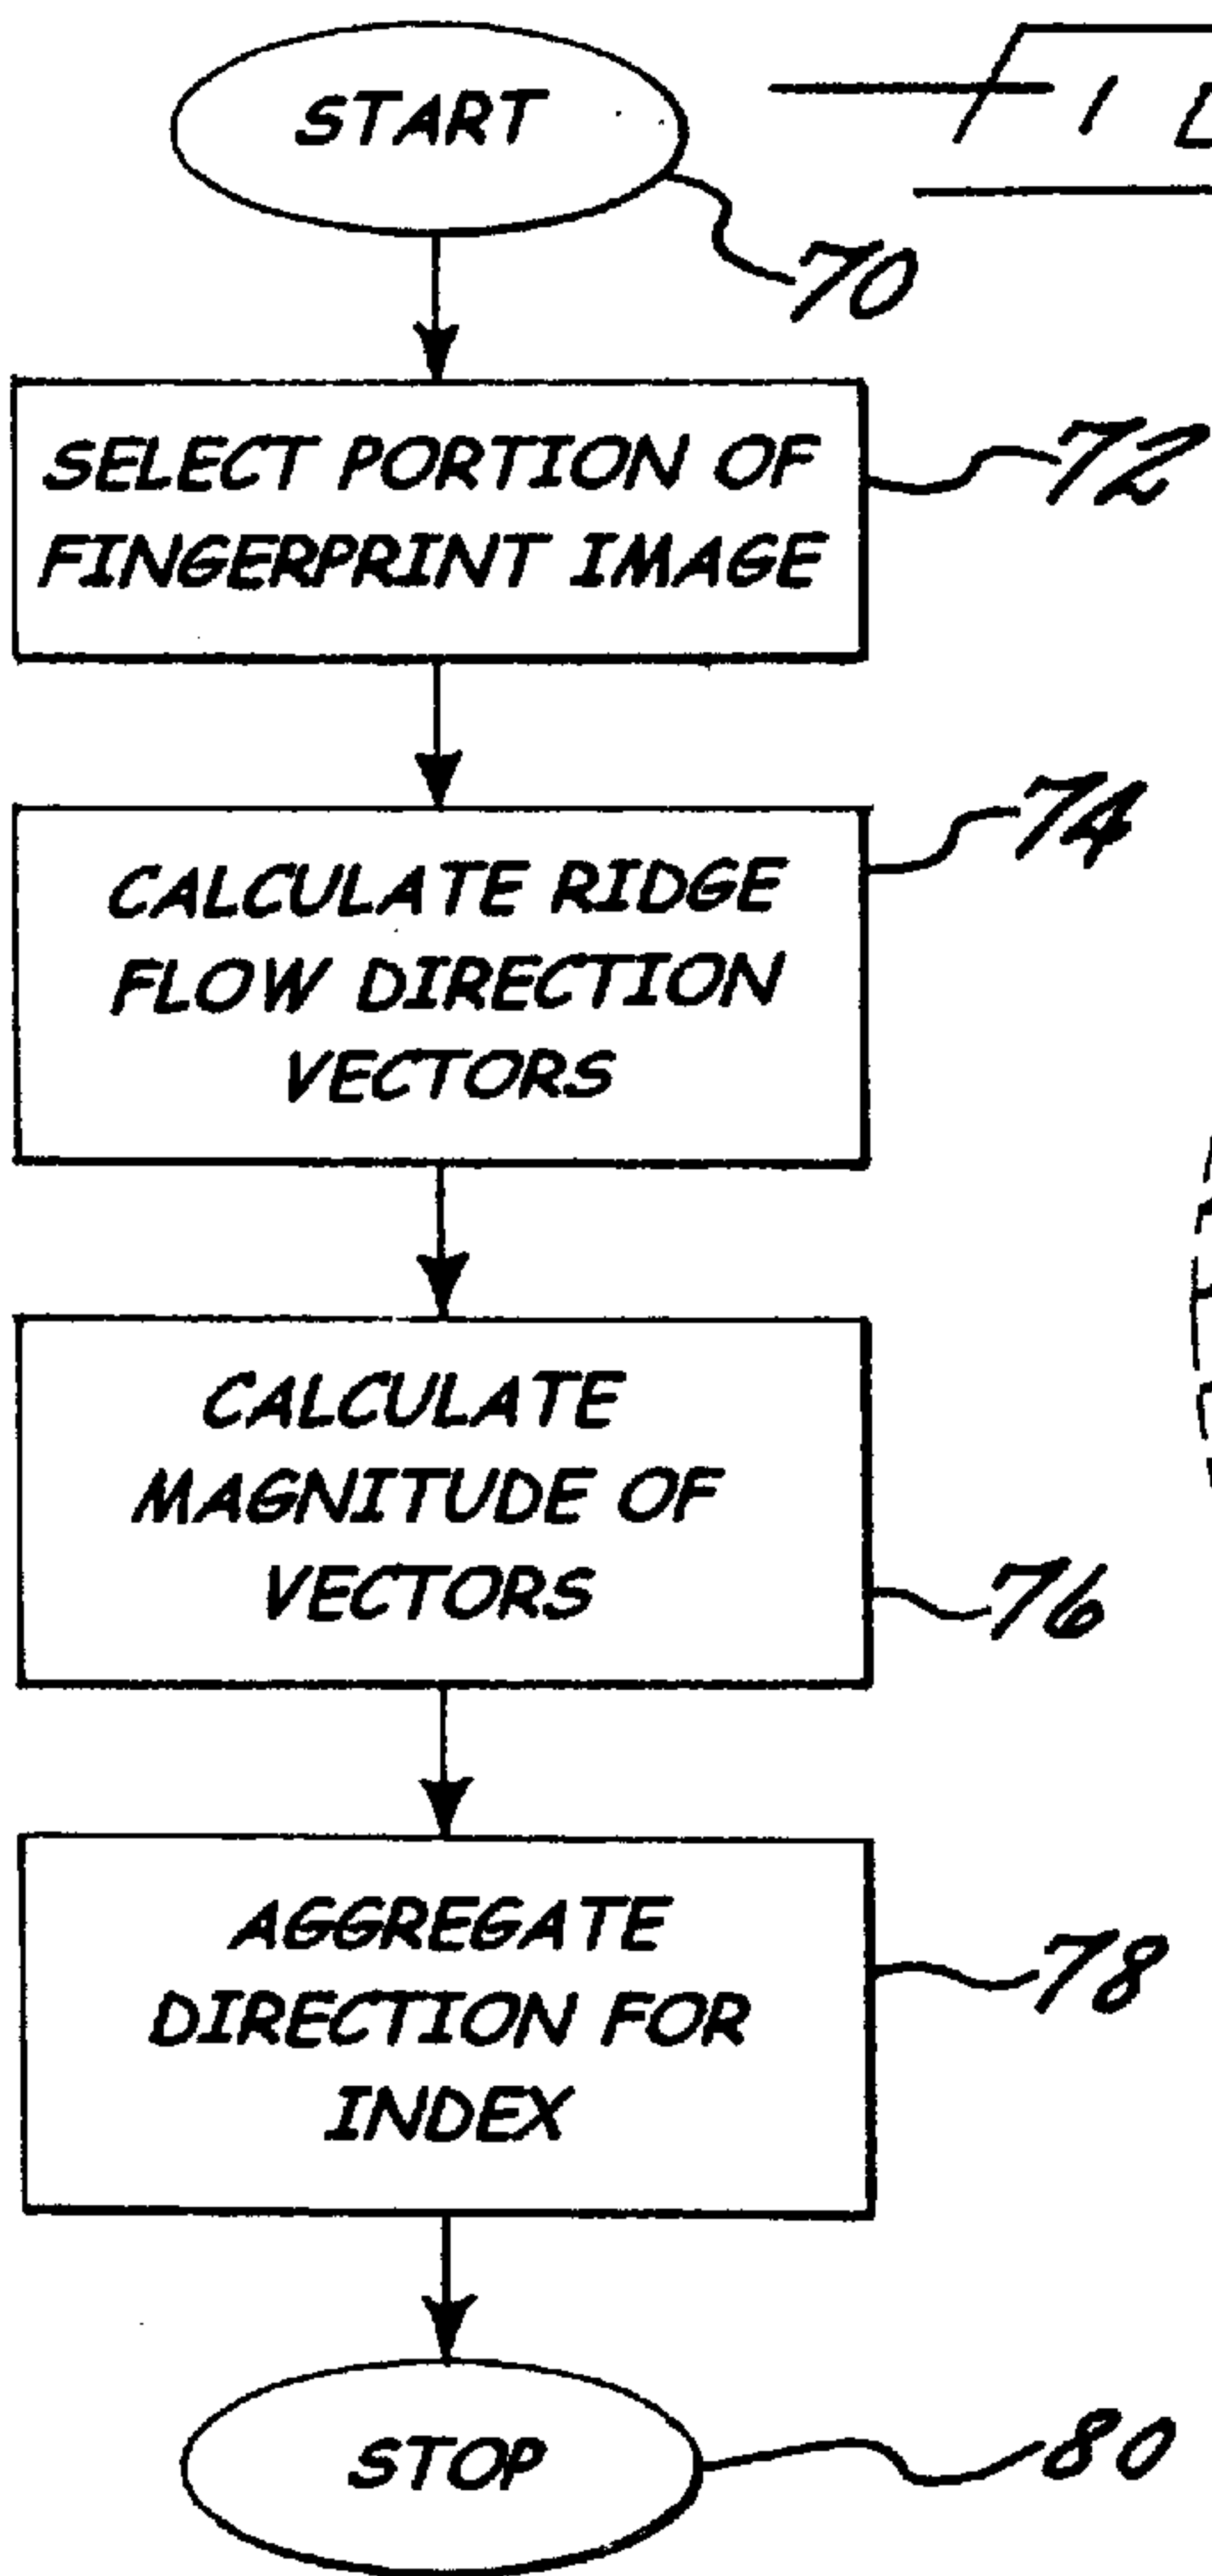 START
70
SELECT PORTION OF
FINGERPRINT IMAGE
72
CALCULATE RIDGE
FLOW DIRECTION
VECTORS
74
CALCULATE
MAGNITUDE OF
VECTORS
76
AGGREGATE
DIRECTION FOR
INDEX
78
STOP
80